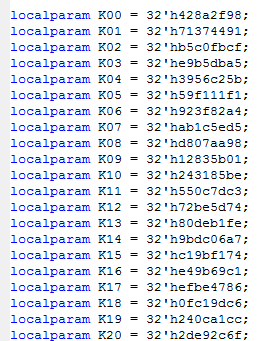 localparam K00 = 32'h428a2f98;
localparam K01 = 32'h71374491;
localparam K02 = 32'hb5c0fbcf;
localparam K03 = 32'he9b5dba5;
localparam K04 = 32'h3956c25b;
localparam K05 = 32'h59f111f1;
localparam K06 = 32'h923f82a4;
localparam K07 = 32'hab1c5ed5;
localparam K08 = 32'hd807aa98;
localparam K09 = 32'h12835b01;
localparam K10 = 32'h243185be;
localparam K11 = 32'h550c7dc3;
localparam K12 = 32'h72be5d74;
localparam K13 = 32'h80deb1fe;
localparam K14 = 32'h9bdc06a7;
localparam K15 = 32'hc19bf174;
localparam K16 = 32'he49b69c1;
localparam K17 = 32'hefbe4786;
localparam K18 = 32'h0fc19dc6;
localparam K19 = 32'h240ca1cc;
localparam K20 = 32'h2de92c6f;